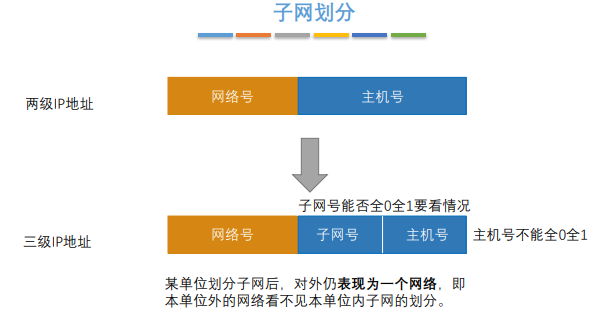 子网划分
两级IP地址
网络号
主机号
子网号能否全0全1要看情况
三级IP地址
网络号
子网号
主机号
主机号不能全0全1
某单位划分子网后，对外仍表现为一个网络，即
本单位外的网络看不见本单位内子网的划分。